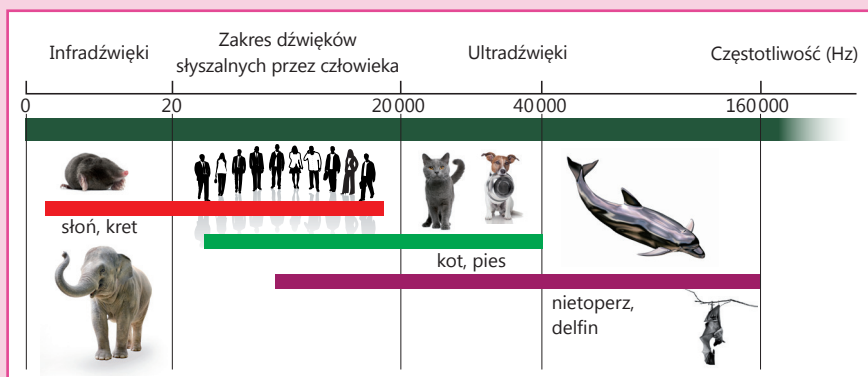 Infradźwięki
Zakres dźwięków
słyszalnych przez człowieka
Ultradźwięki
Częstotliwość (Hz)
0
20
20 000
40 000
160 000
słoń, kret
kot, pies
nietoperz,
delfin